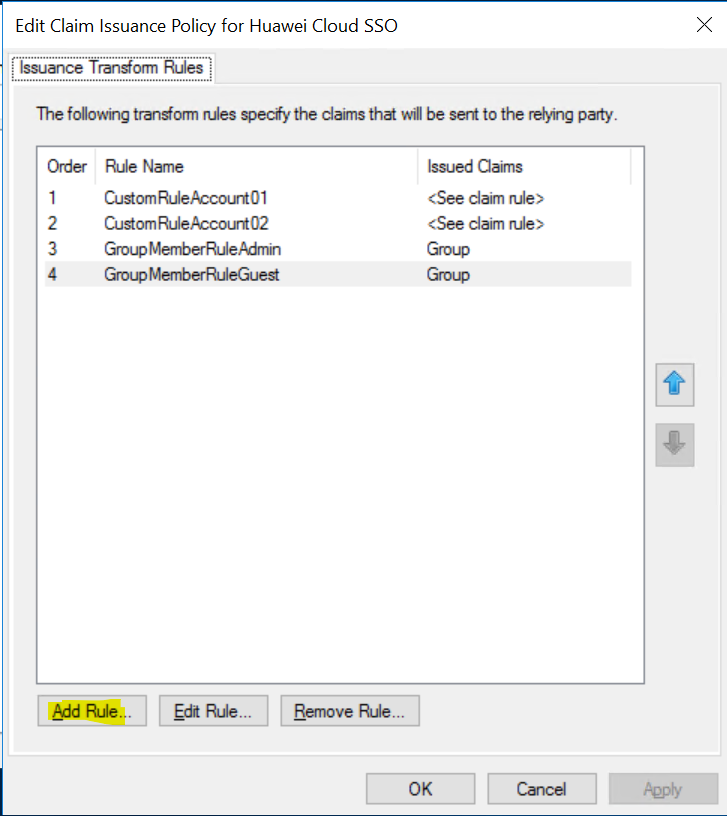 Edit Claim Issuance Policy for Huawei Cloud SSO
Issuance Transform Rules
The following transform rules specify the claims that will be sent to the relying party.
Order Rule Name Issued Claims
1 CustomRuleAccount01 <See claim rule>
2 CustomRuleAccount02 <See claim rule>
3 GroupMemberRuleAdmin Group
4 GroupMemberRuleGuest Group
Add Rule... Edit Rule... Remove Rule...
OK Cancel Apply